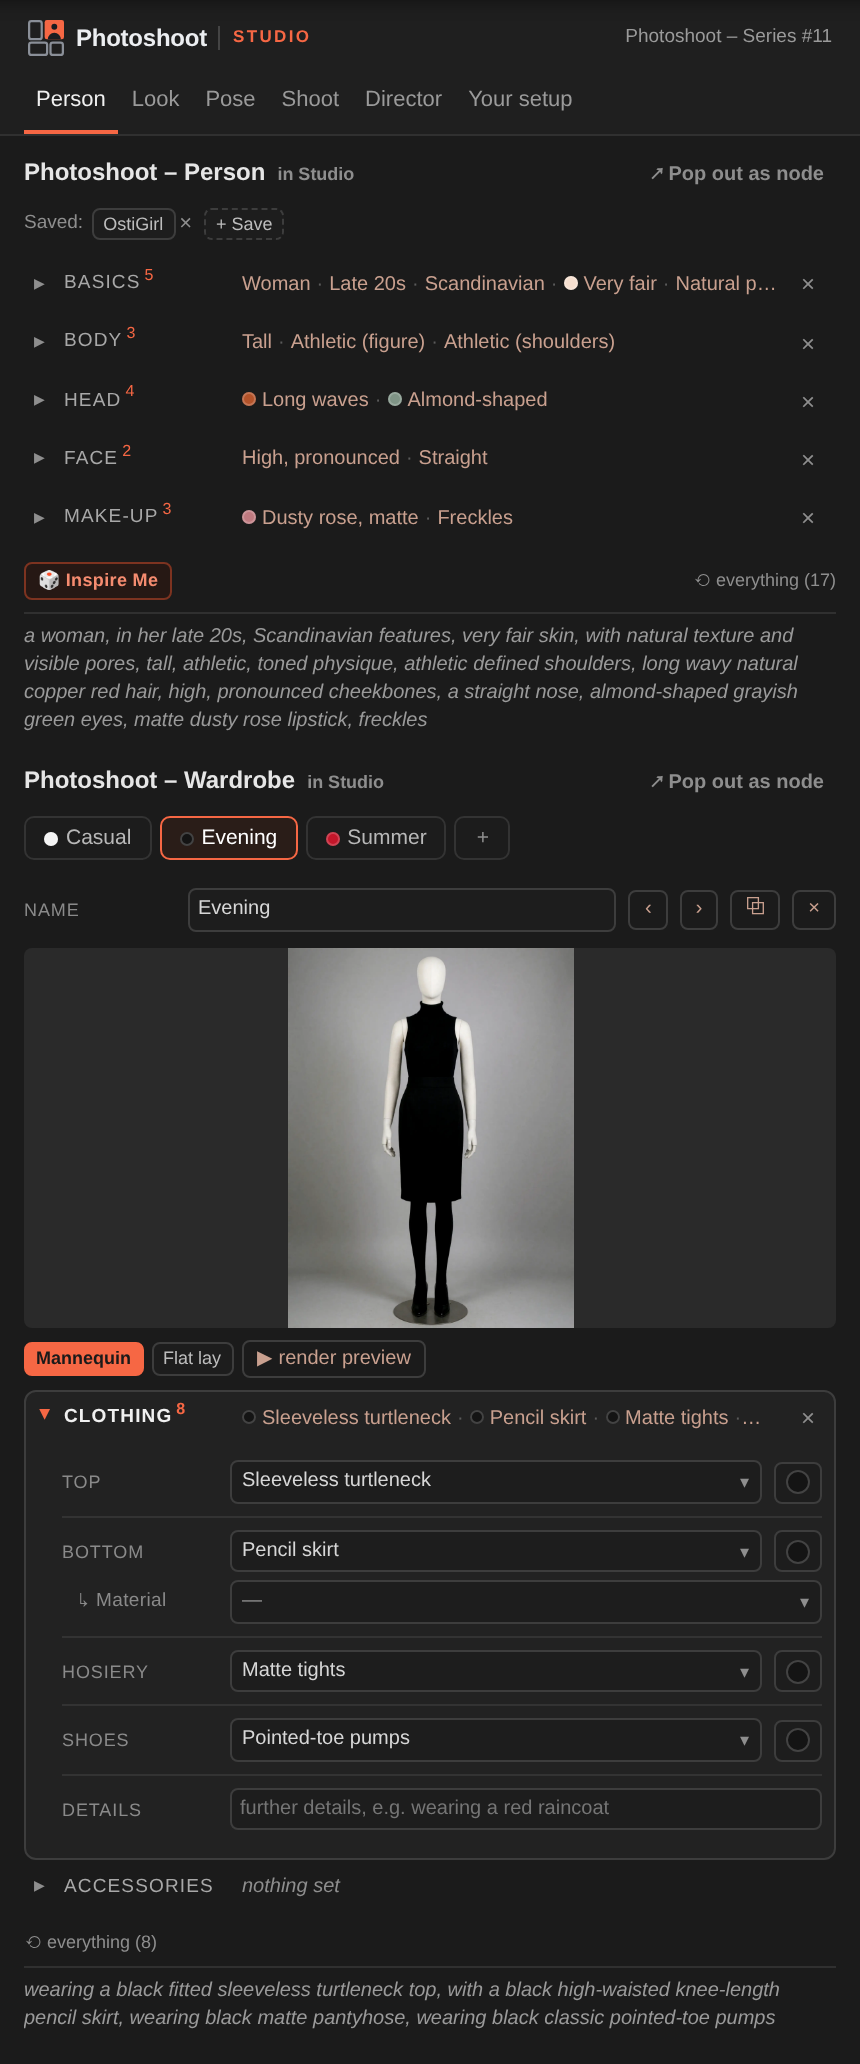 Photoshoot | STUDIO Photoshoot – Series #11
Person Look Pose Shoot Director Your setup
Photoshoot – Person in Studio ↗ Pop out as node
Saved: OstiGirl × + Save
▶ BASICS 5 Woman · Late 20s · Scandinavian · Very fair · Natural p… ×
▶ BODY 3 Tall · Athletic (figure) · Athletic (shoulders) ×
▶ HEAD 4 Long waves · Almond-shaped ×
▶ FACE 2 High, pronounced · Straight ×
▶ MAKE-UP 3 Dusty rose, matte · Freckles ×
🎲 Inspire Me ⟲ everything (17)
a woman, in her late 20s, Scandinavian features, very fair skin, with natural texture and
visible pores, tall, athletic, toned physique, athletic defined shoulders, long wavy natural
copper red hair, high, pronounced cheekbones, a straight nose, almond-shaped grayish
green eyes, matte dusty rose lipstick, freckles
Photoshoot – Wardrobe in Studio ↗ Pop out as node
Casual Evening Summer +
NAME Evening ‹ › ×
Mannequin Flat lay ▶ render preview
▼ CLOTHING 8 Sleeveless turtleneck · Pencil skirt · Matte tights ·… ×
TOP Sleeveless turtleneck ▾
BOTTOM Pencil skirt ▾
↳ Material — ▾
HOSIERY Matte tights ▾
SHOES Pointed-toe pumps ▾
DETAILS further details, e.g. wearing a red raincoat
▶ ACCESSORIES nothing set
⟲ everything (8)
wearing a black fitted sleeveless turtleneck top, with a black high-waisted knee-length
pencil skirt, wearing black matte pantyhose, wearing black classic pointed-toe pumps